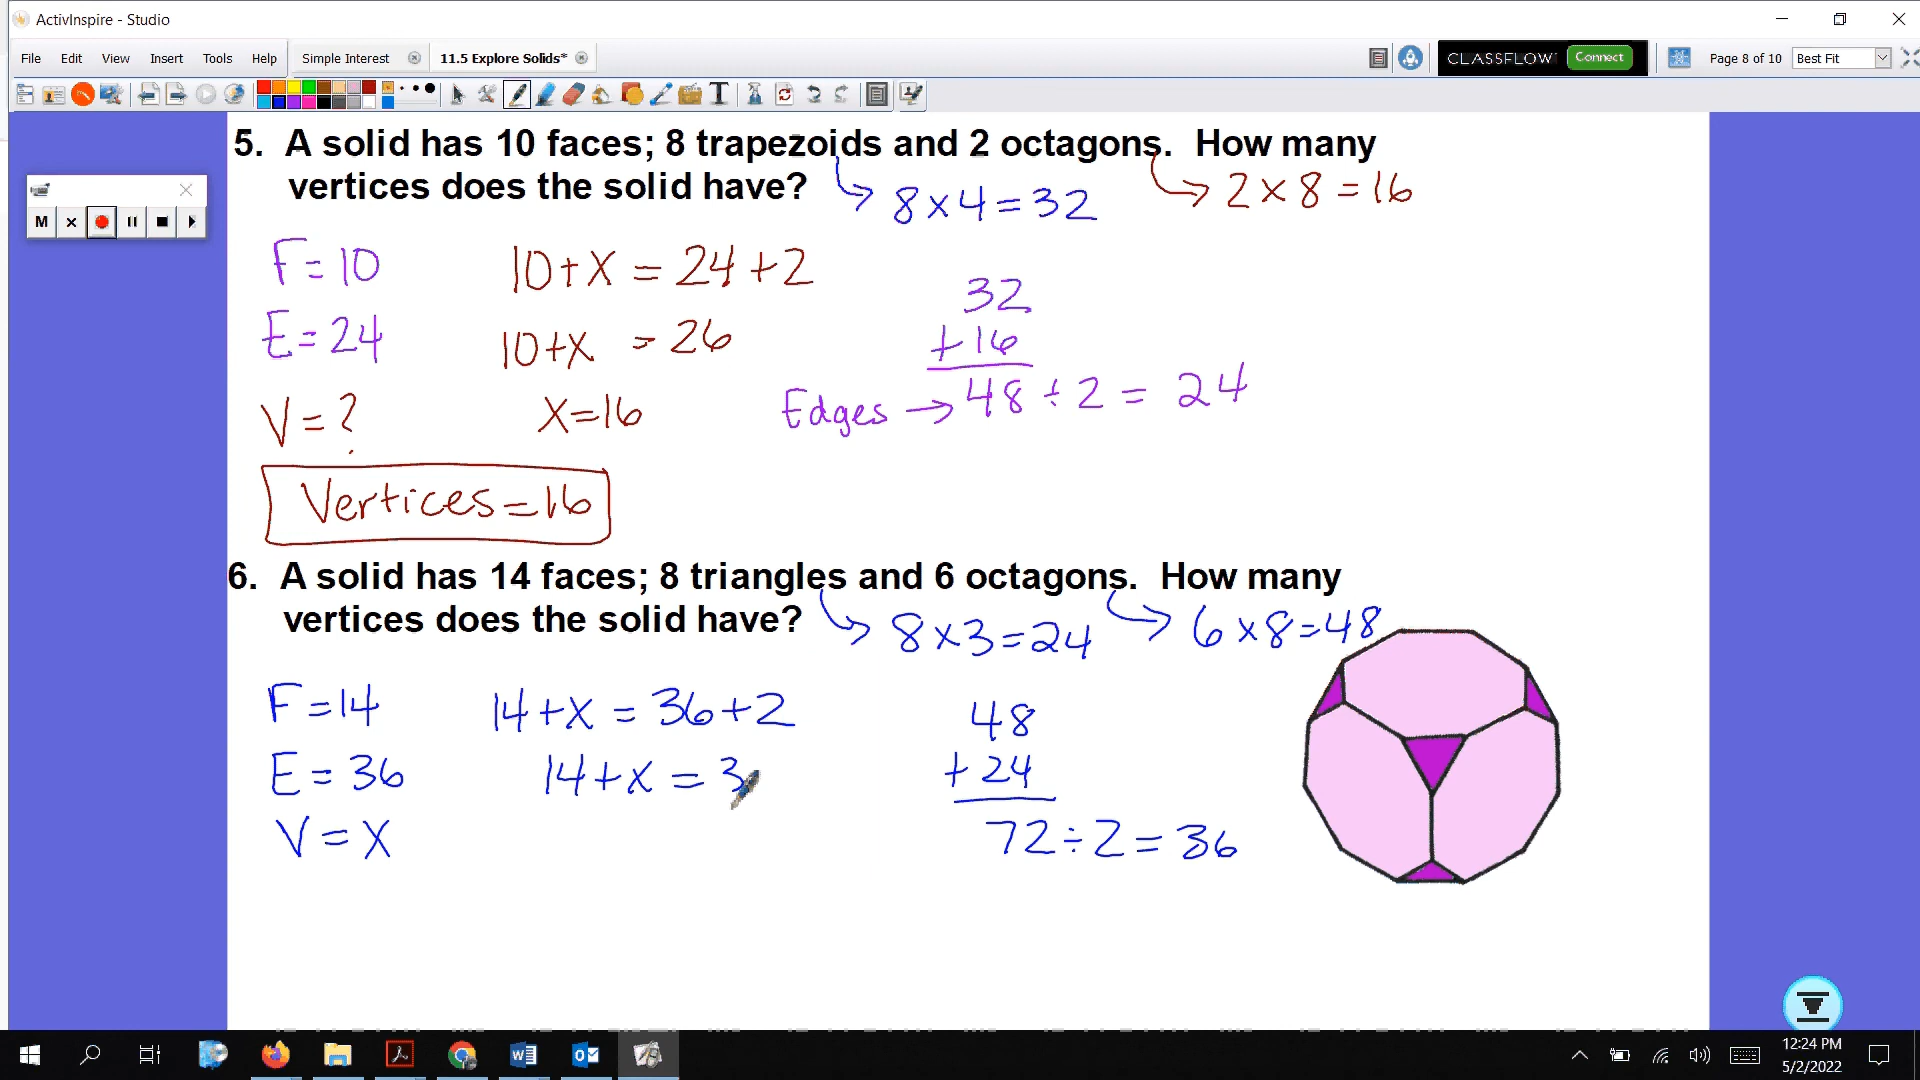 ActivInspire - Studio
File Edit View Insert Tools Help Simple Interest 11.5 Explore Solids* CLASSFLOW Connect Page 8 of 10 Best Fit
T
5. A solid has 10 faces; 8 trapezoids and 2 octagons. How many
vertices does the solid have?
8 × 4 = 32
2 × 8 = 16
M
F = 10
10 + x = 24 + 2
32
E = 24
10 + x = 26
+ 16
V = ?
x = 16
Edges → 48 ÷ 2 = 24
Vertices = 16
6. A solid has 14 faces; 8 triangles and 6 octagons. How many
vertices does the solid have?
8 × 3 = 24
6 × 8 = 48
F = 14
14 + x = 36 + 2
48
E = 36
14 + x = 3
+ 24
V = X
72 ÷ 2 = 36
12:24 PM
5/2/2022